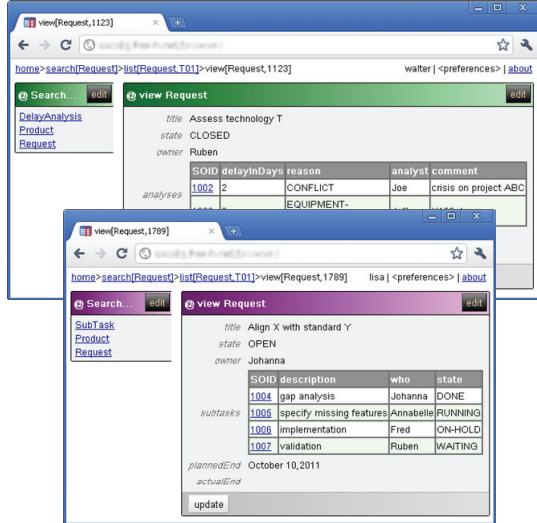 view[Request,1123]
home>search[Request]>list[Request,T01]>view[Request,1123] walter | <preferences> | about
@ Search... edit
DelayAnalysis
Product
Request
@ view Request edit
title Assess technology T
state CLOSED
owner Ruben
analyses
SOID delayInDays reason analyst comment
1002 2 CONFLICT Joe crisis on project ABC
EQUIPMENT-
view[Request,1789]
home>search[Request]>list[Request,T01]>view[Request,1789] lisa | <preferences> | about
@ Search... edit
SubTask
Product
Request
@ view Request edit
title Align X with standard Y
state OPEN
owner Johanna
subtasks
SOID description who state
1004 gap analysis Johanna DONE
1005 specify missing features Annabelle RUNNING
1006 implementation Fred ON-HOLD
1007 validation Ruben WAITING
plannedEnd October 10,2011
actualEnd
update